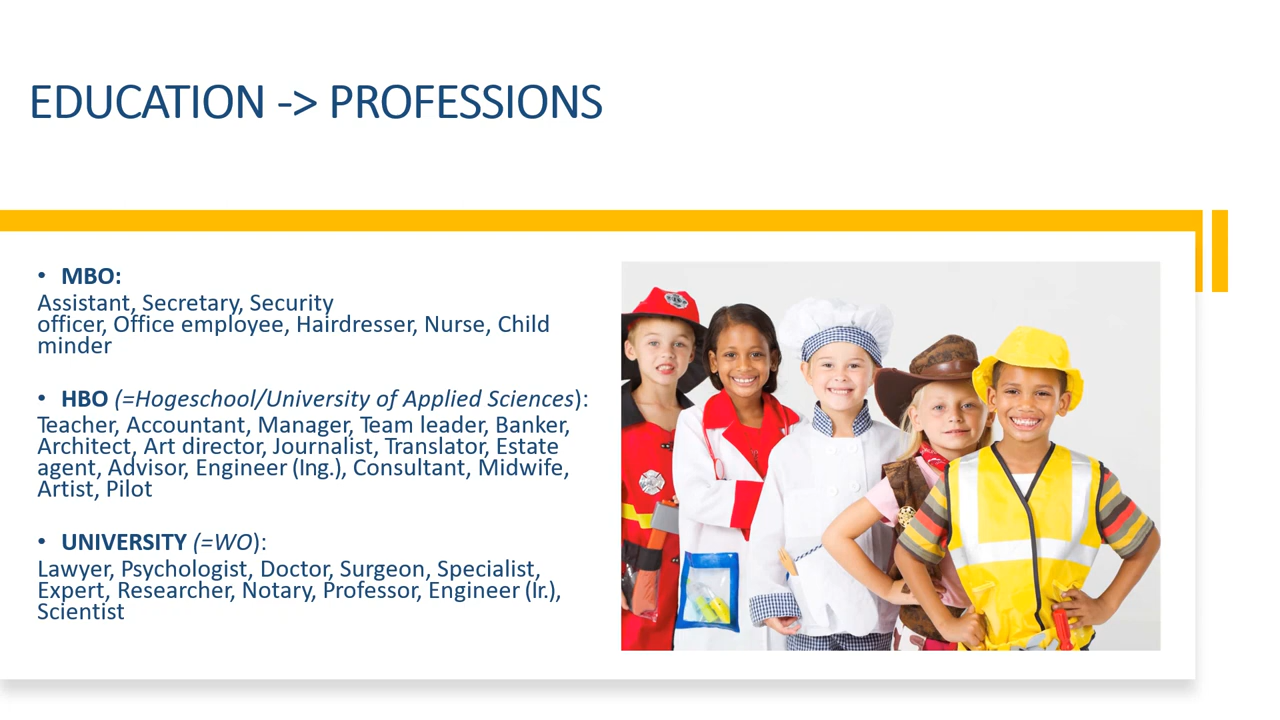 EDUCATION -> PROFESSIONS
• MBO:
Assistant, Secretary, Security
officer, Office employee, Hairdresser, Nurse, Child
minder
• HBO (=Hogeschool/University of Applied Sciences):
Teacher, Accountant, Manager, Team leader, Banker,
Architect, Art director, Journalist, Translator, Estate
agent, Advisor, Engineer (Ing.), Consultant, Midwife,
Artist, Pilot
• UNIVERSITY (=WO):
Lawyer, Psychologist, Doctor, Surgeon, Specialist,
Expert, Researcher, Notary, Professor, Engineer (Ir.),
Scientist